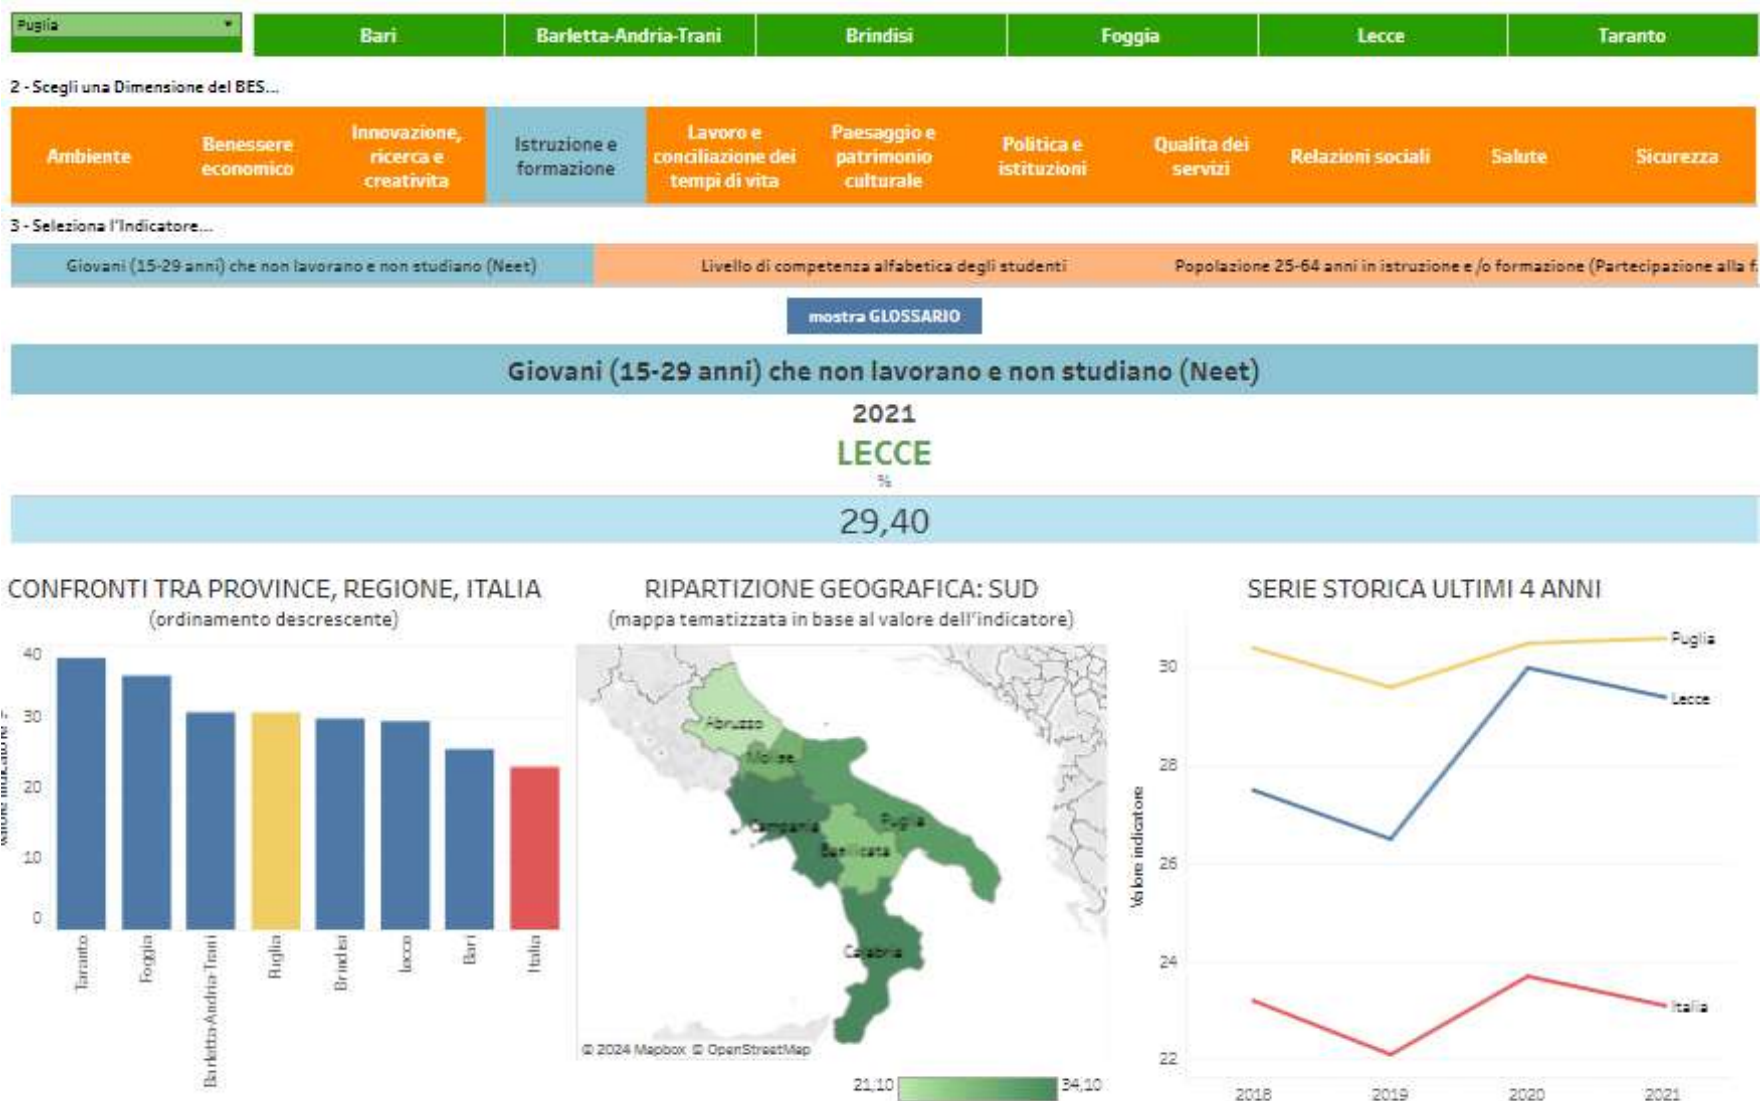 Puglia
Bari
Barletta-Andria-Trani
Brindisi
Foggia
Lecce
Taranto
2 - Scegli una Dimensione del BES...
Ambiente
Benessere
economico
Innovazione,
ricerca e
creativita
Istruzione e
formazione
Lavoro e
conciliazione dei
tempi di vita
Paesaggio e
patrimonio
culturale
Politica e
istituzioni
Qualita dei
servizi
Relazioni sociali
Salute
Sicurezza
3 - Seleziona l'Indicatore...
Giovani (15-29 anni) che non lavorano e non studiano (Neet)
Livello di competenza alfabetica degli studenti
Popolazione 25-64 anni in istruzione e /o formazione (Partecipazione alla f
mostra GLOSSARIO
Giovani (15-29 anni) che non lavorano e non studiano (Neet)
2021
LECCE
%
29,40
CONFRONTI TRA PROVINCE, REGIONE, ITALIA
(ordinamento descrescente)
40
30
20
10
0
Taranto
Foggia
Barletta-Andria-Trani
Puglia
Brindisi
Lecce
Bari
Italia
RIPARTIZIONE GEOGRAFICA: SUD
(mappa tematizzata in base al valore dell'indicatore)
Abruzzo
Molise
Campania
Puglia
Basilicata
Calabria
© 2024 Mapbox © OpenStreetMap
21,10
34,10
SERIE STORICA ULTIMI 4 ANNI
Valore indicatore
30
28
26
24
22
Puglia
Lecce
Italia
2018
2019
2020
2021